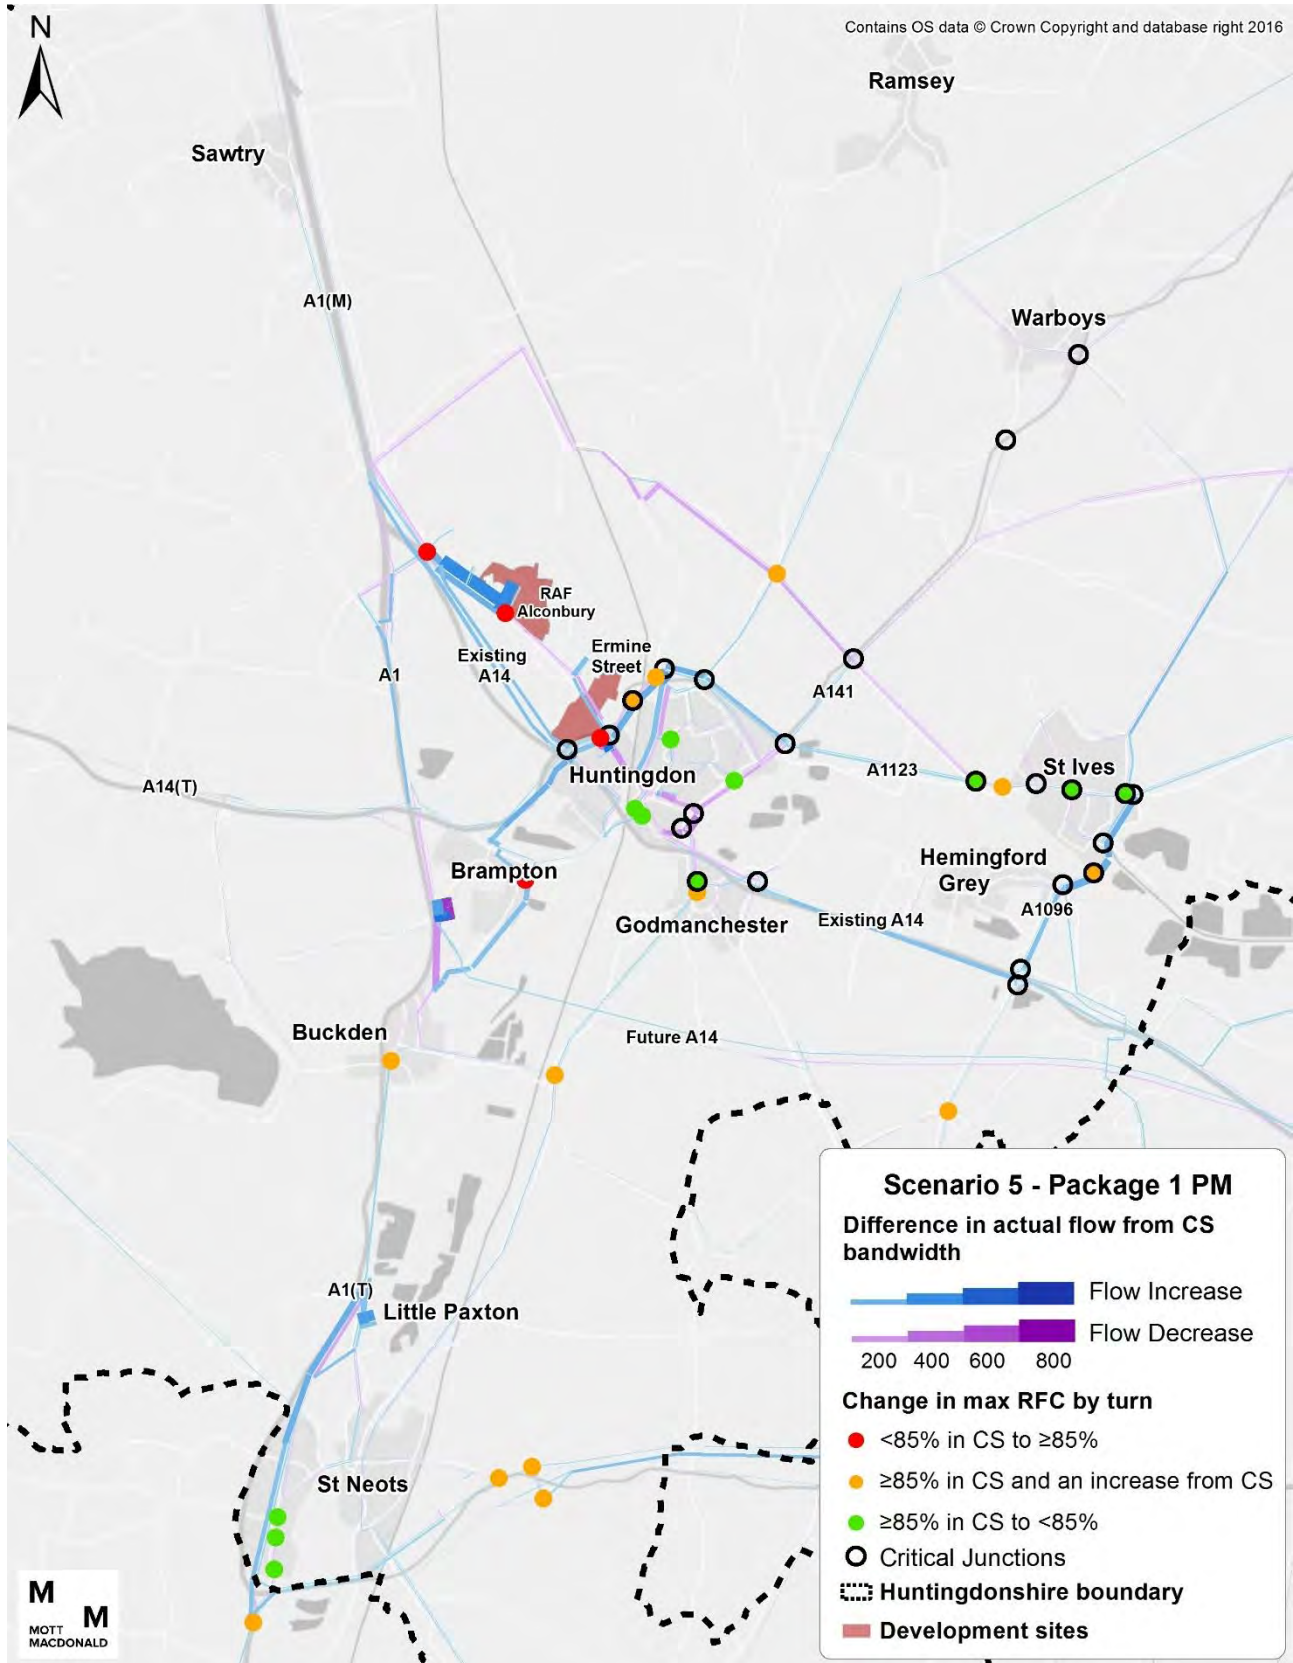 N
Contains OS data © Crown Copyright and database right 2016
Ramsey
Sawtry
A1(M)
Warboys
RAF
Alconbury
Ermine
Street
Existing
A14
A1
A141
A14(T)
Huntingdon
A1123
St Ives
Brampton
Hemingford
Grey
A1096
Godmanchester
Existing A14
Buckden
Future A14
A1(T)
Little Paxton
St Neots
Scenario 5 - Package 1 PM
Difference in actual flow from CS
bandwidth
Flow Increase
Flow Decrease
200 400 600 800
Change in max RFC by turn
<85% in CS to ≥85%
≥85% in CS and an increase from CS
≥85% in CS to <85%
Critical Junctions
Huntingdonshire boundary
Development sites
M
M
MOTT
MACDONALD